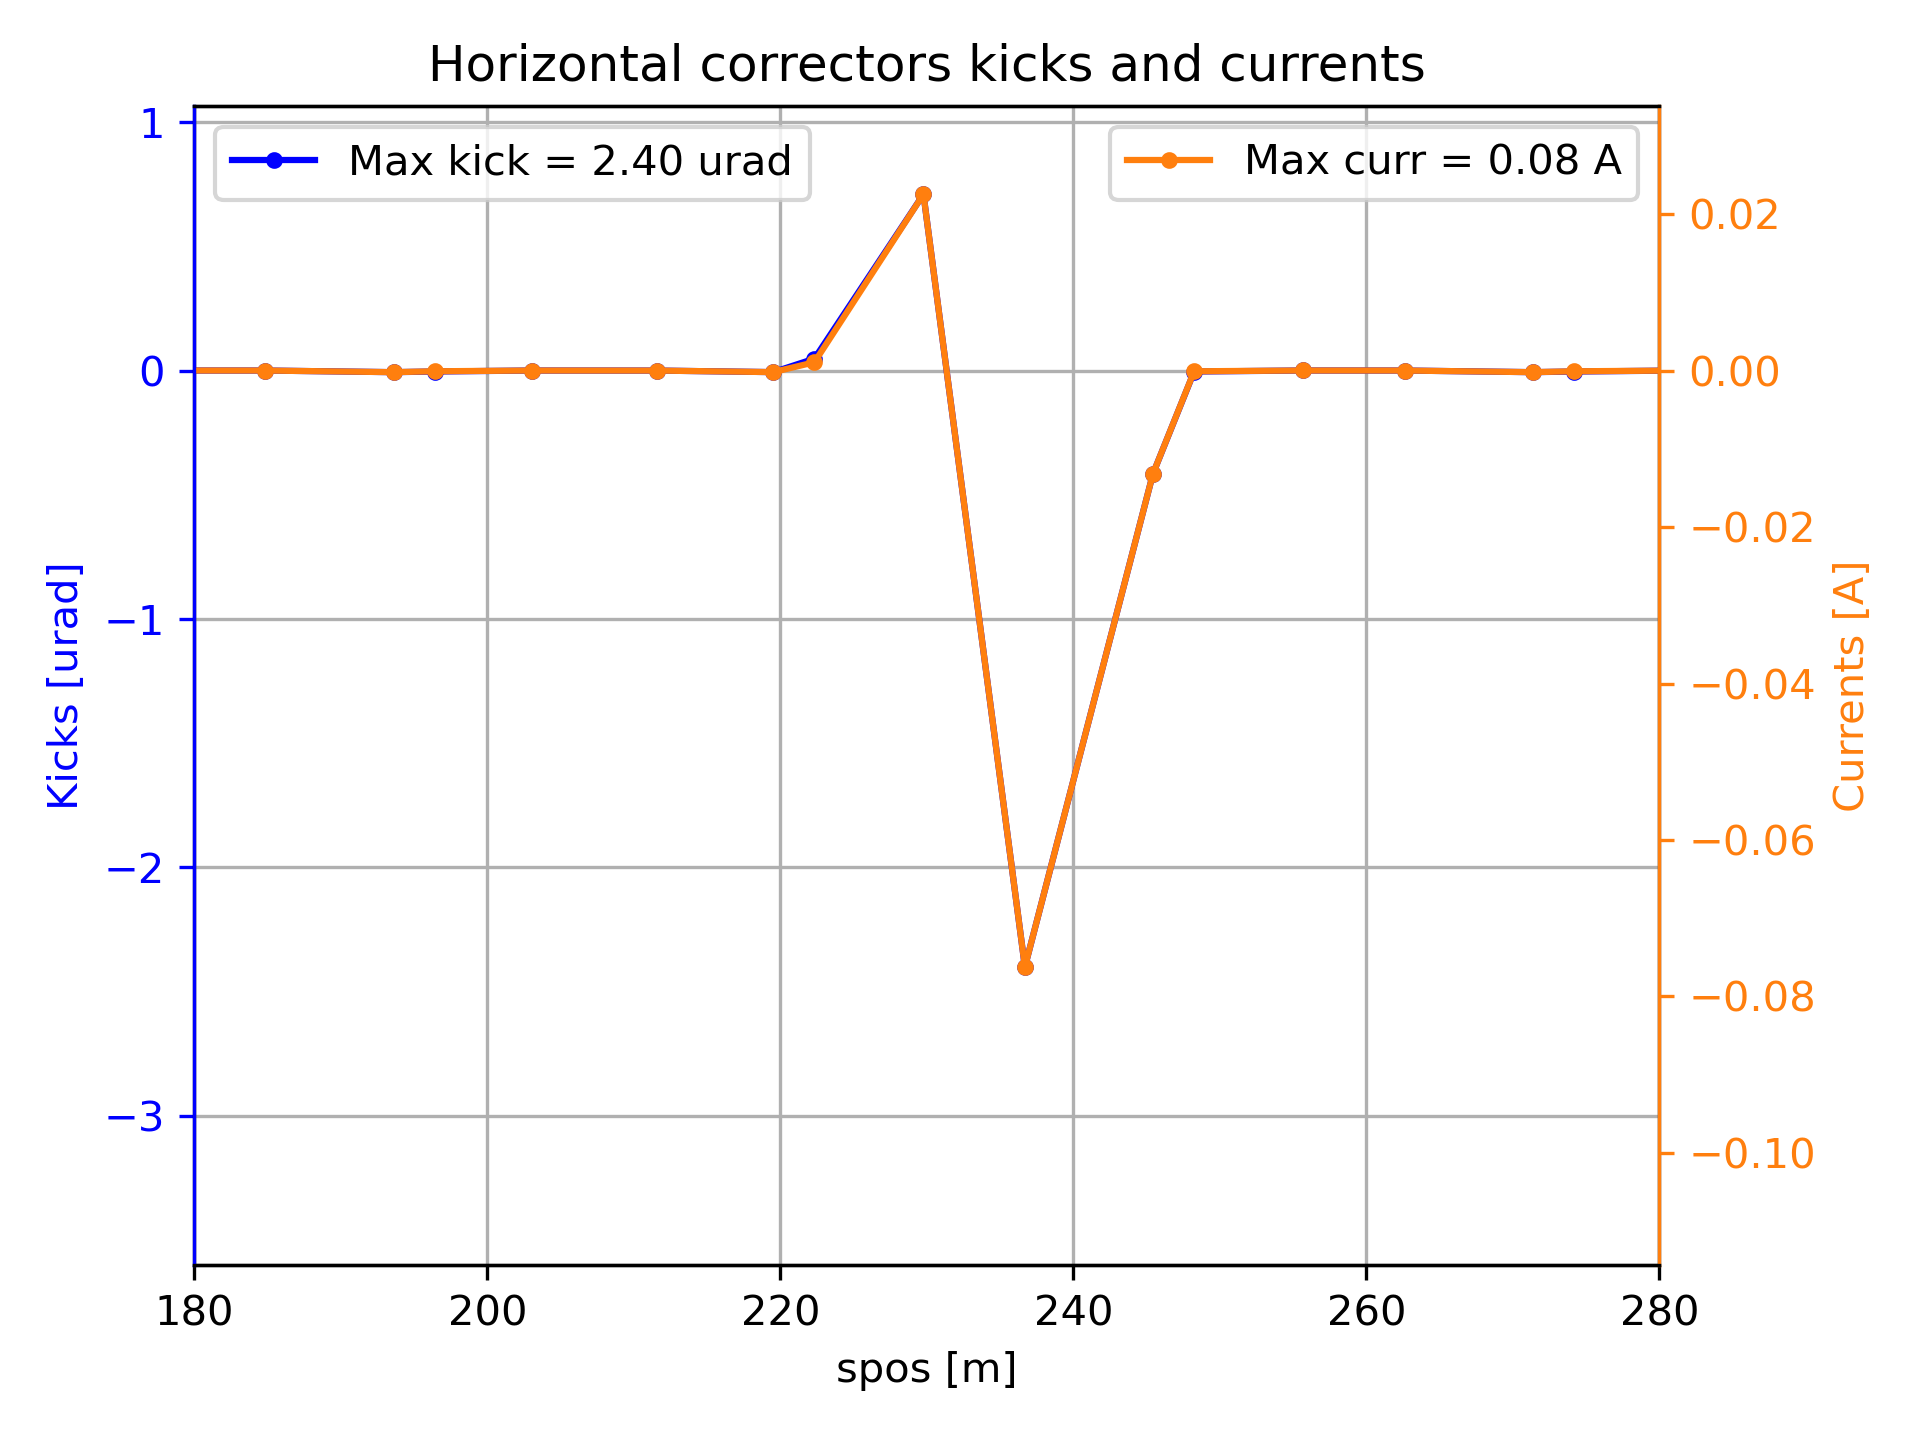 Horizontal correctors kicks and currents
Max kick = 2.40 urad
Max curr = 0.08 A
1
0
−1
−2
−3
Kicks [urad]
0.02
0.00
−0.02
−0.04
−0.06
−0.08
−0.10
Currents [A]
180 200 220 240 260 280
spos [m]